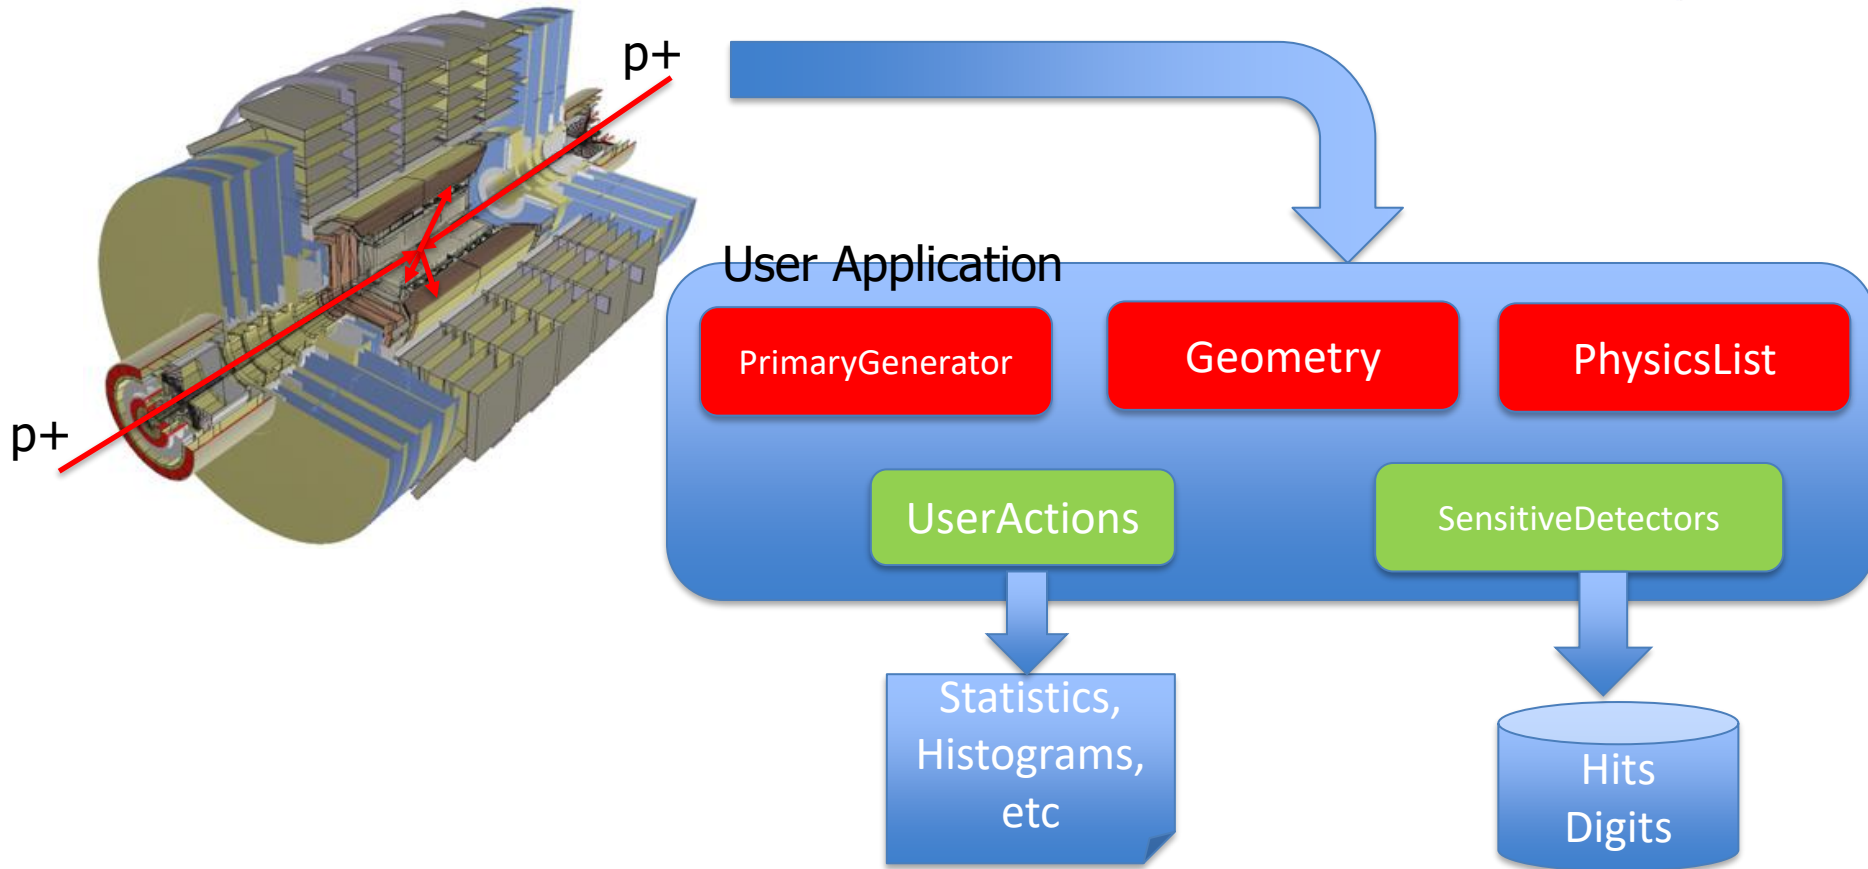 p+
p+
User Application
PrimaryGenerator
Geometry
PhysicsList
UserActions
SensitiveDetectors
Statistics,
Histograms,
etc
Hits
Digits